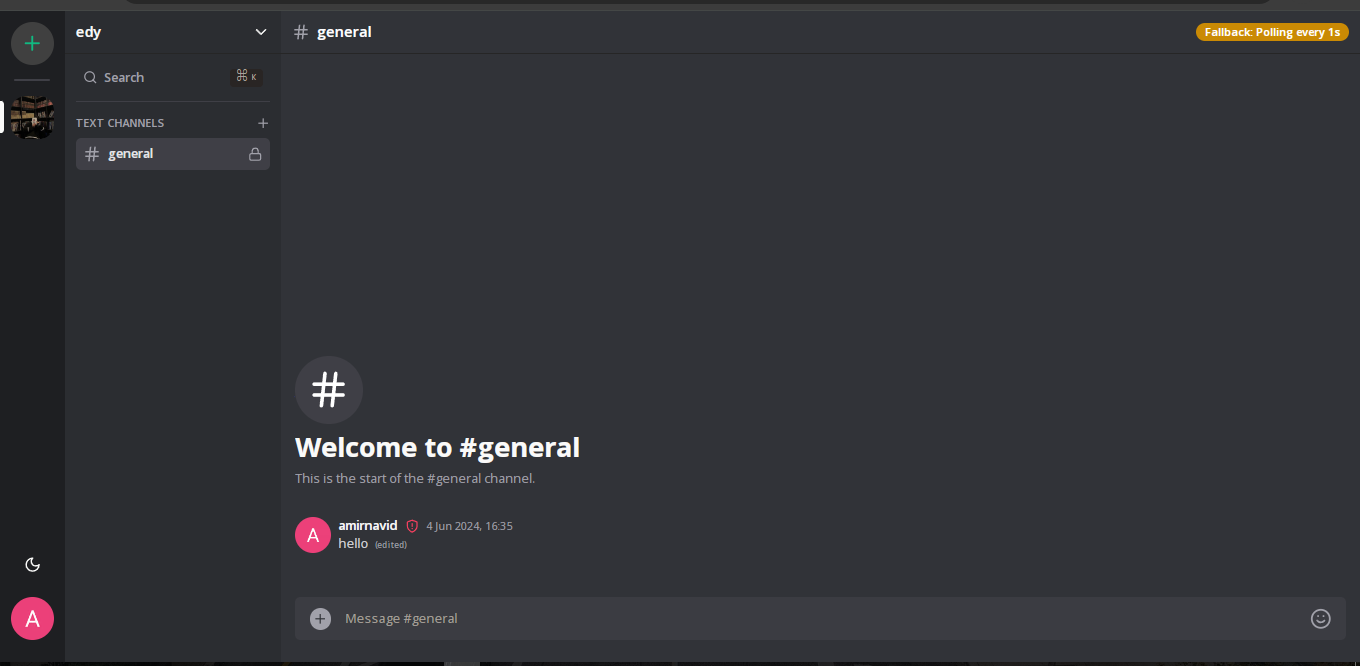 edy
# general
Fallback: Polling every 1s
Search ⌘ K
TEXT CHANNELS +
# general
#
Welcome to #general
This is the start of the #general channel.
A amirnavid 4 Jun 2024, 16:35
hello (edited)
A
Message #general